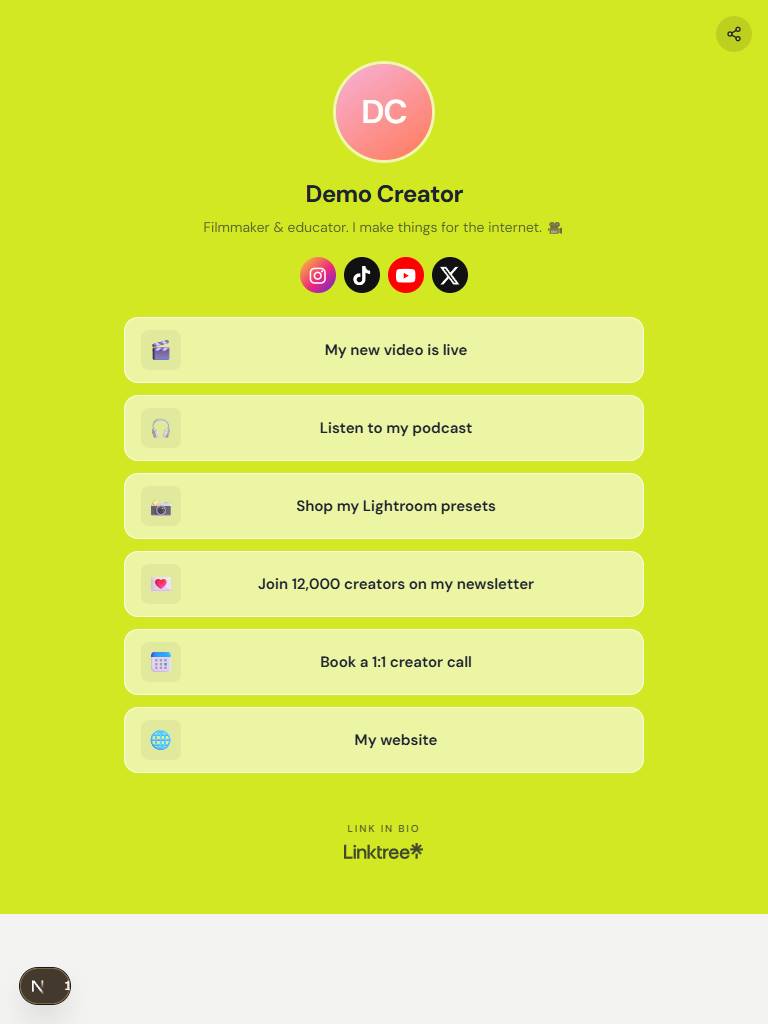 DC
Demo Creator
Filmmaker & educator. I make things for the internet. 🎥
My new video is live
Listen to my podcast
Shop my Lightroom presets
Join 12,000 creators on my newsletter
Book a 1:1 creator call
My website
LINK IN BIO
Linktree
N 1